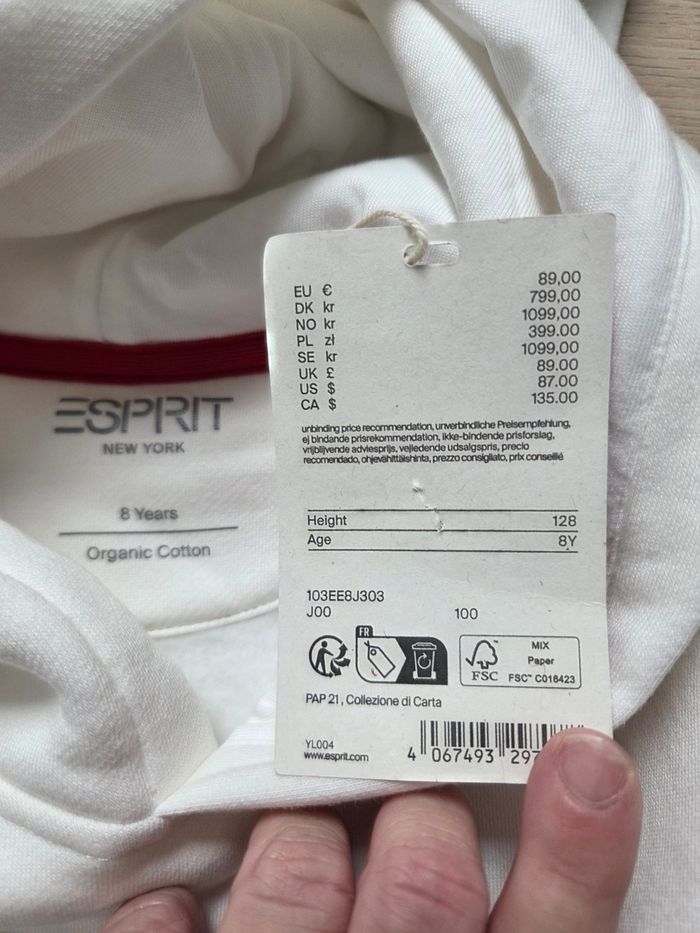 ESPRIT
NEW YORK
8 Years
Organic Cotton
EU € 89,00
DK kr 799,00
NO kr 1099,00
PL zł 399.00
SE kr 1099,00
UK £ 89.00
US $ 87.00
CA $ 135.00
unbinding price recommendation, unverbindliche Preisempfehlung,
ej bindande prisrekommendation, ikke-bindende prisforslag,
vrijblijvende adviesprijs, vejledende udsalgspris, precio
recomendado, ohjevähittäishinta, prezzo consigliato, prix conseillé
Height 128
Age 8Y
103EE8J303
J00 100
FR
FSC™
MIX
Paper
FSC™ C016423
PAP 21, Collezione di Carta
YL004
www.esprit.com
4 067493 297